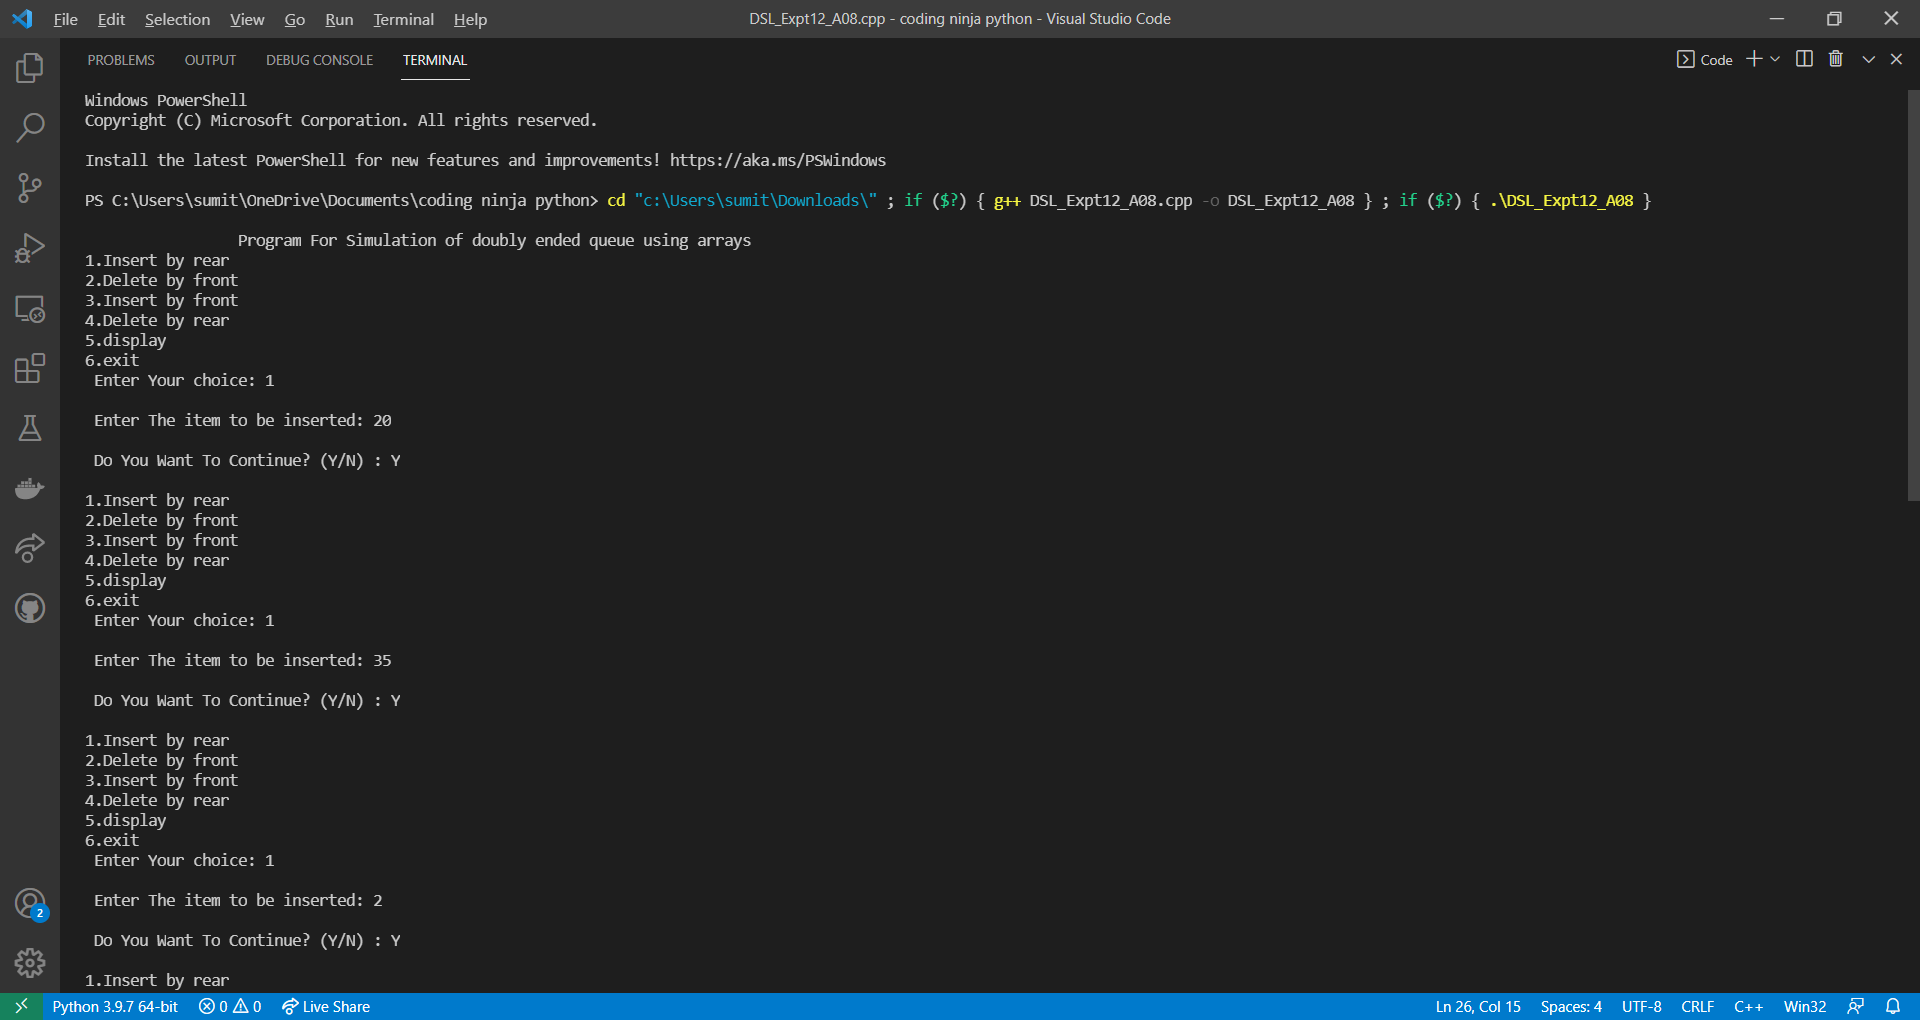 File Edit Selection View Go Run Terminal Help DSL_Expt12_A08.cpp - coding ninja python - Visual Studio Code
PROBLEMS OUTPUT DEBUG CONSOLE TERMINAL Code
Windows PowerShell
Copyright (C) Microsoft Corporation. All rights reserved.
Install the latest PowerShell for new features and improvements! https://aka.ms/PSWindows
PS C:\Users\sumit\OneDrive\Documents\coding ninja python> cd "c:\Users\sumit\Downloads\" ; if ($?) { g++ DSL_Expt12_A08.cpp -o DSL_Expt12_A08 } ; if ($?) { .\DSL_Expt12_A08 }
Program For Simulation of doubly ended queue using arrays
1.Insert by rear
2.Delete by front
3.Insert by front
4.Delete by rear
5.display
6.exit
Enter Your choice: 1
Enter The item to be inserted: 20
Do You Want To Continue? (Y/N) : Y
1.Insert by rear
2.Delete by front
3.Insert by front
4.Delete by rear
5.display
6.exit
Enter Your choice: 1
Enter The item to be inserted: 35
Do You Want To Continue? (Y/N) : Y
1.Insert by rear
2.Delete by front
3.Insert by front
4.Delete by rear
5.display
6.exit
Enter Your choice: 1
Enter The item to be inserted: 2
Do You Want To Continue? (Y/N) : Y
1.Insert by rear
2
Python 3.9.7 64-bit 0 0 Live Share Ln 26, Col 15 Spaces: 4 UTF-8 CRLF C++ Win32